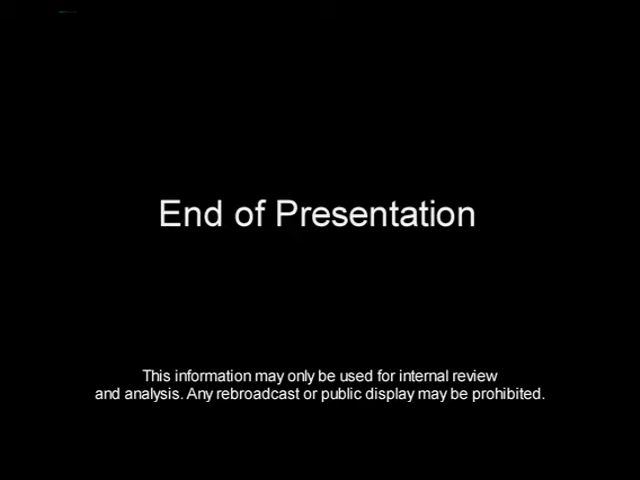 End of Presentation
This information may only be used for internal review
and analysis. Any rebroadcast or public display may be prohibited.